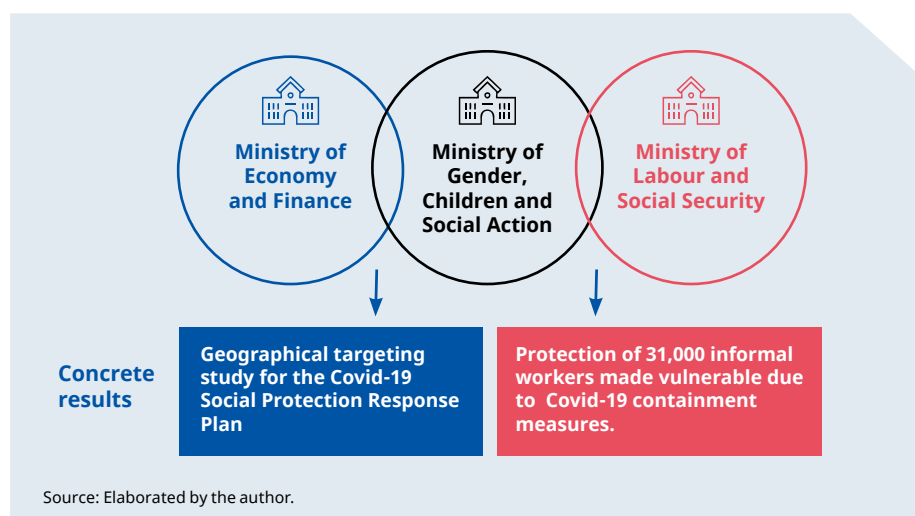 Ministry of
Economy
and Finance
Ministry of
Gender,
Children and
Social Action
Ministry of
Labour and
Social Security
Concrete
results
Geographical targeting
study for the Covid-19
Social Protection Response
Plan
Protection of 31,000 informal
workers made vulnerable due
to Covid-19 containment
measures.
Source: Elaborated by the author.